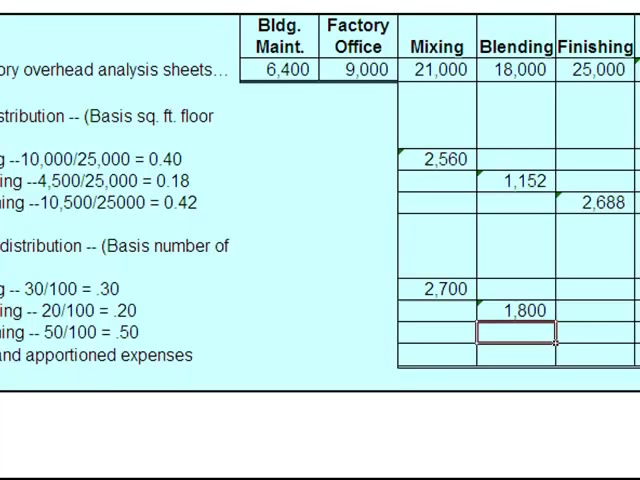 Bldg. Maint. Factory Office Mixing Blending Finishing
ory overhead analysis sheets… 6,400 9,000 21,000 18,000 25,000
stribution -- (Basis sq. ft. floor
g --10,000/25,000 = 0.40 2,560
ing --4,500/25,000 = 0.18 1,152
ning --10,500/25000 = 0.42 2,688
distribution -- (Basis number of
g -- 30/100 = .30 2,700
ing -- 20/100 = .20 1,800
ning -- 50/100 = .50
and apportioned expenses